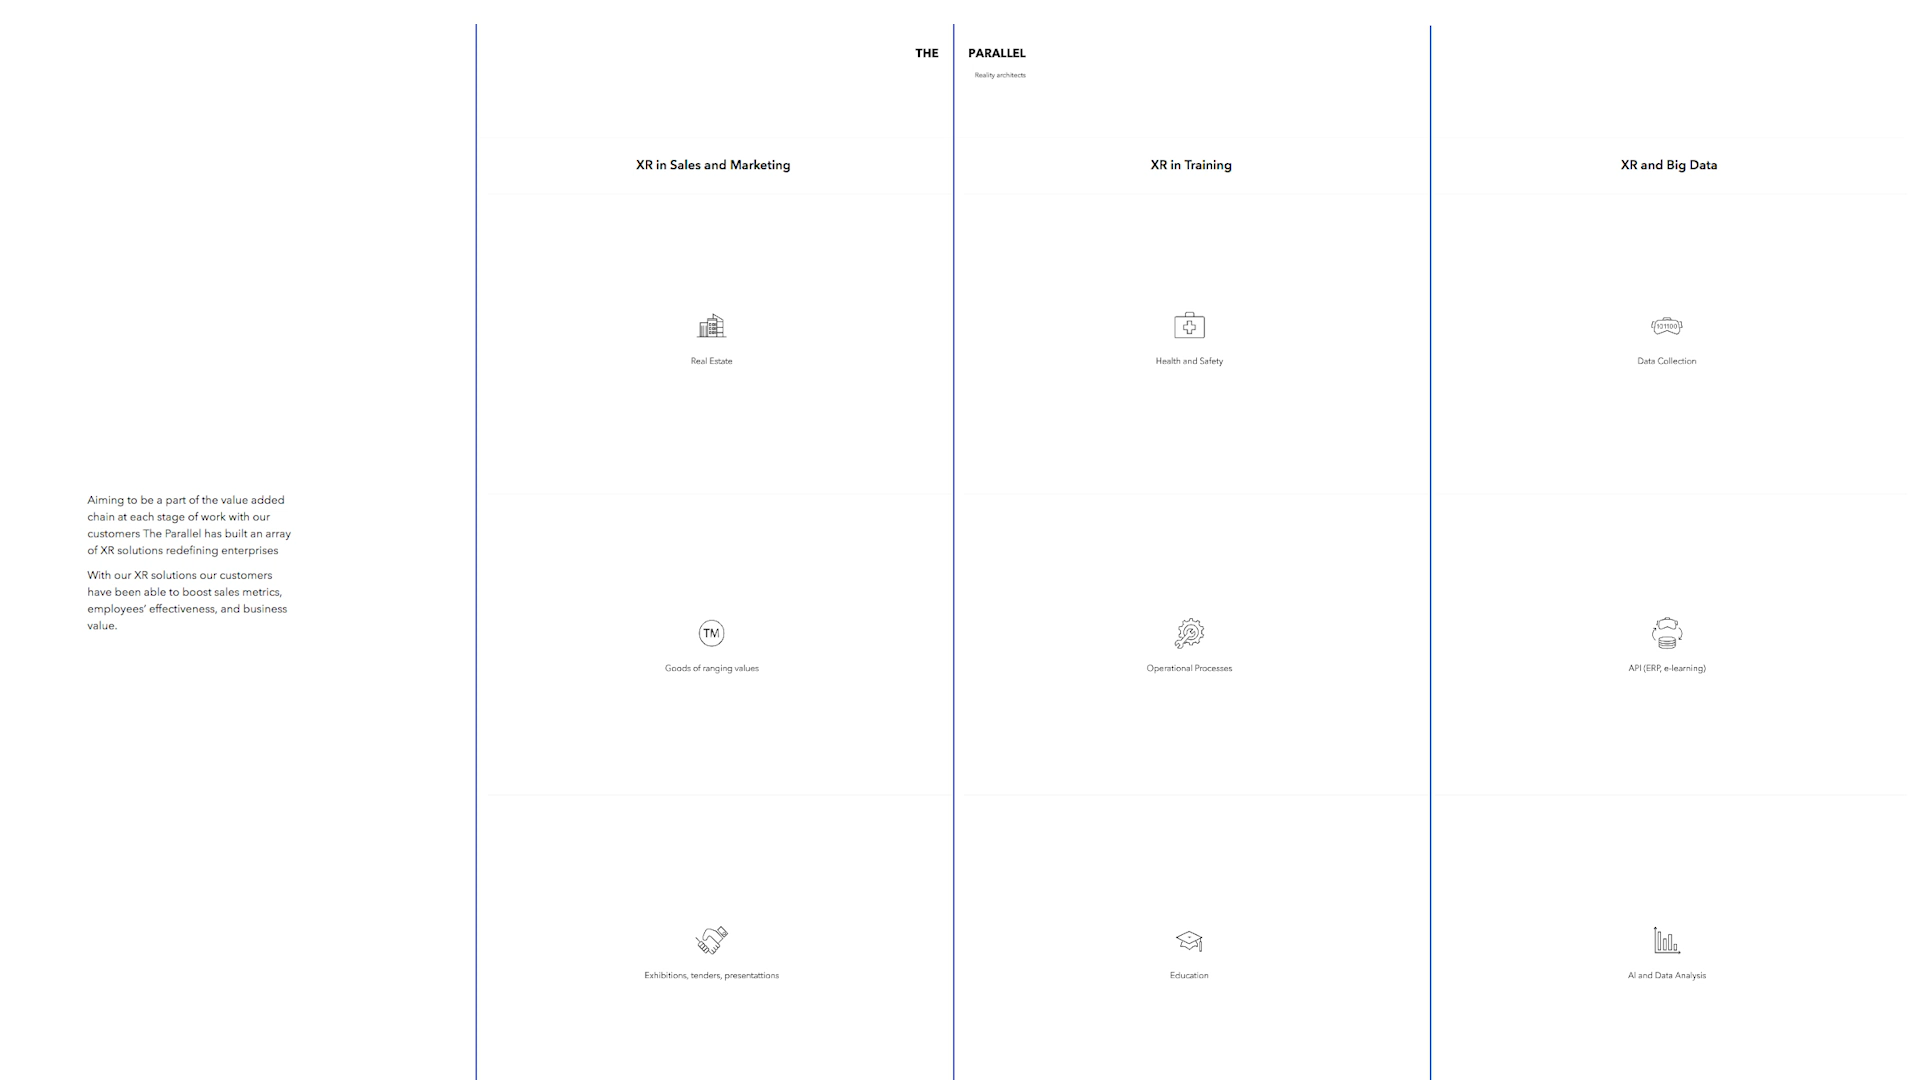 THE PARALLEL
Reality architects
XR in Sales and Marketing
XR in Training
XR and Big Data
Real Estate
Health and Safety
101100
Data Collection
Aiming to be a part of the value added
chain at each stage of work with our
customers The Parallel has built an array
of XR solutions redefining enterprises
With our XR solutions our customers
have been able to boost sales metrics,
employees’ effectiveness, and business
value.
TM
Goods of ranging values
Operational Processes
API (ERP, e-learning)
Exhibitions, tenders, presentattions
Education
AI and Data Analysis